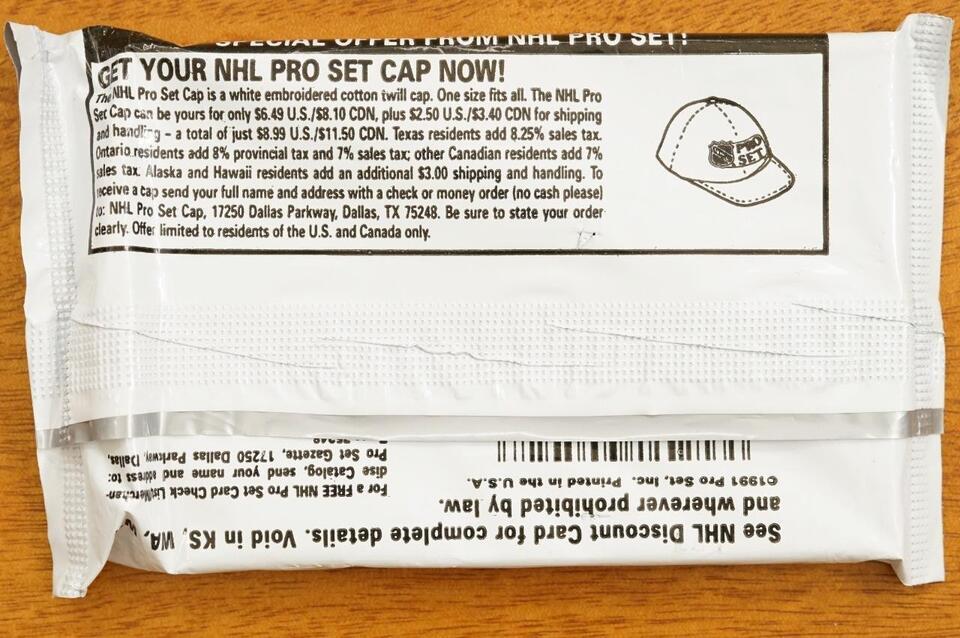 SPECIAL OFFER FROM NHL PRO SET!
GET YOUR NHL PRO SET CAP NOW!
The NHL Pro Set Cap is a white embroidered cotton twill cap. One size fits all. The NHL Pro
Set Cap can be yours for only $6.49 U.S./$8.10 CDN, plus $2.50 U.S./$3.40 CDN for shipping
and handling – a total of just $8.99 U.S./$11.50 CDN. Texas residents add 8.25% sales tax.
Ontario residents add 8% provincial tax and 7% sales tax; other Canadian residents add 7%
sales tax. Alaska and Hawaii residents add an additional $3.00 shipping and handling. To
receive a cap send your full name and address with a check or money order (no cash please)
to: NHL Pro Set Cap, 17250 Dallas Parkway, Dallas, TX 75248. Be sure to state your order
clearly. Offer limited to residents of the U.S. and Canada only.
PRO
SET
See NHL Discount Card for complete details. Void in KS, WA,
and wherever prohibited by law.
©1991 Pro Set, Inc. Printed in the U.S.A.
For a FREE NHL Pro Set Card Check List/Merchan-
dise Catalog, send your name and address to:
Pro Set Gazette, 17250 Dallas Parkway, Dallas,
75248